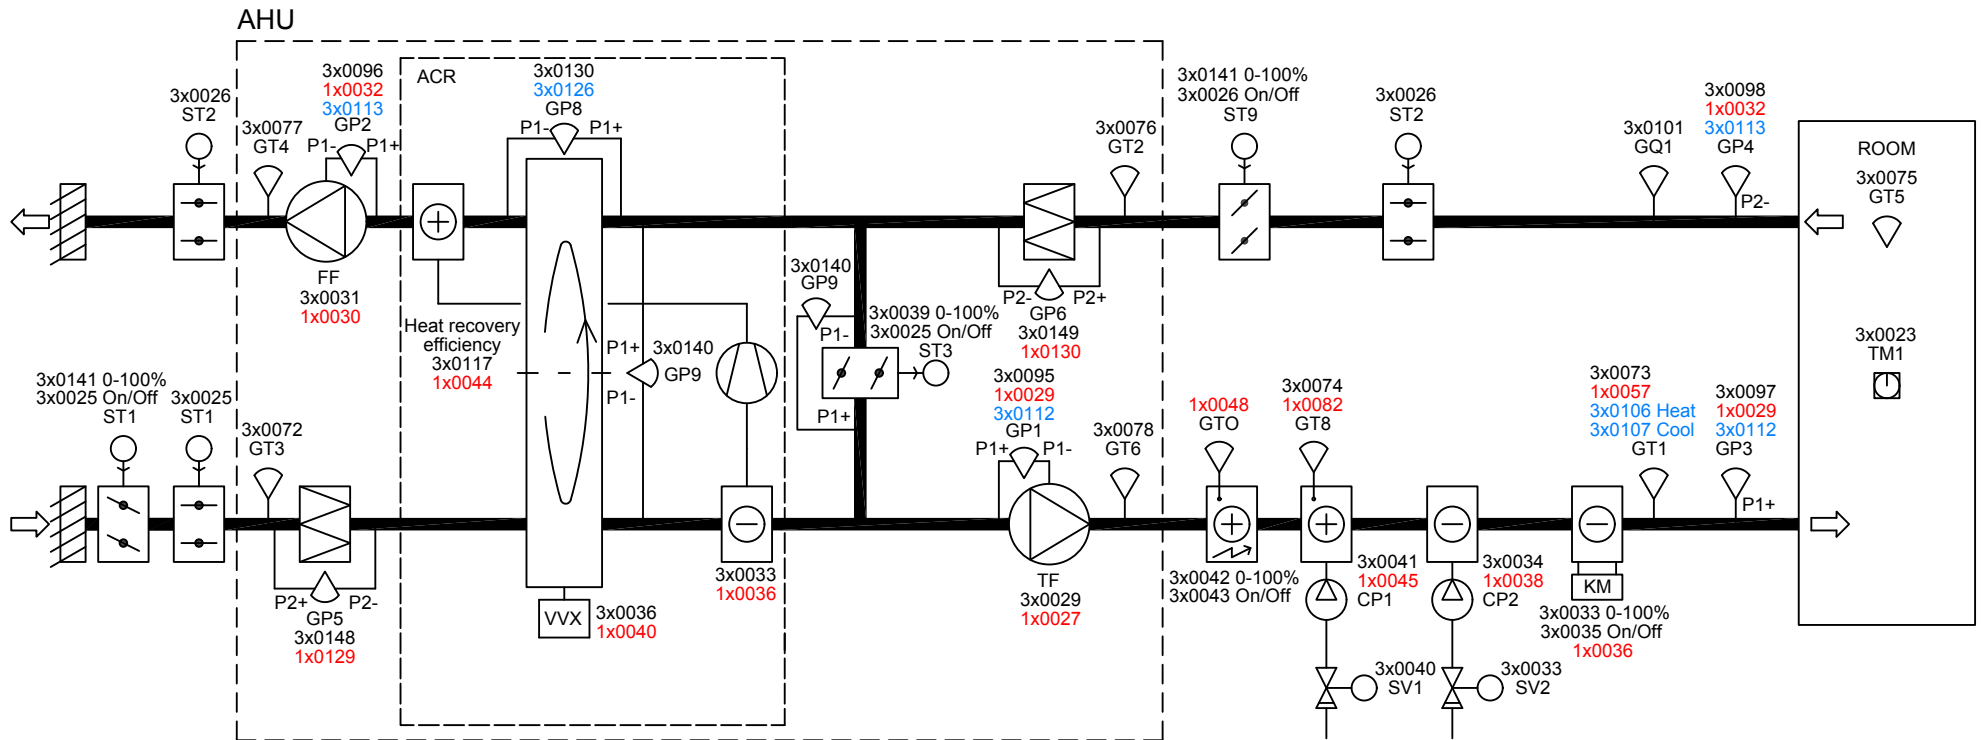 AHU
ACR
3x0026
ST2
3x0077
GT4
3x0096
1x0032
3x0113
GP2
P1-
P1+
3x0130
3x0126
GP8
P1-
P1+
3x0076
GT2
3x0141 0-100%
3x0026 On/Off
ST9
3x0026
ST2
3x0101
GQ1
3x0098
1x0032
3x0113
GP4
P2-
ROOM
3x0075
GT5
FF
3x0031
1x0030
Heat recovery
efficiency
3x0117
1x0044
P1+
P1-
3x0140
GP9
3x0140
GP9
P1-
P1+
3x0039 0-100%
3x0025 On/Off
ST3
P2-
P2+
GP6
3x0149
1x0130
3x0023
TM1
3x0141 0-100%
3x0025 On/Off
ST1
3x0025
ST1
3x0072
GT3
P2+
P2-
GP5
3x0148
1x0129
VVX
3x0036
1x0040
3x0033
1x0036
3x0095
1x0029
3x0112
GP1
P1+
P1-
TF
3x0029
1x0027
3x0078
GT6
1x0048
GTO
3x0042 0-100%
3x0043 On/Off
3x0074
1x0082
GT8
3x0041
1x0045
CP1
3x0040
SV1
3x0034
1x0038
CP2
3x0033
SV2
KM
3x0033 0-100%
3x0035 On/Off
1x0036
3x0073
1x0057
3x0106 Heat
3x0107 Cool
GT1
3x0097
1x0029
3x0112
GP3
P1+